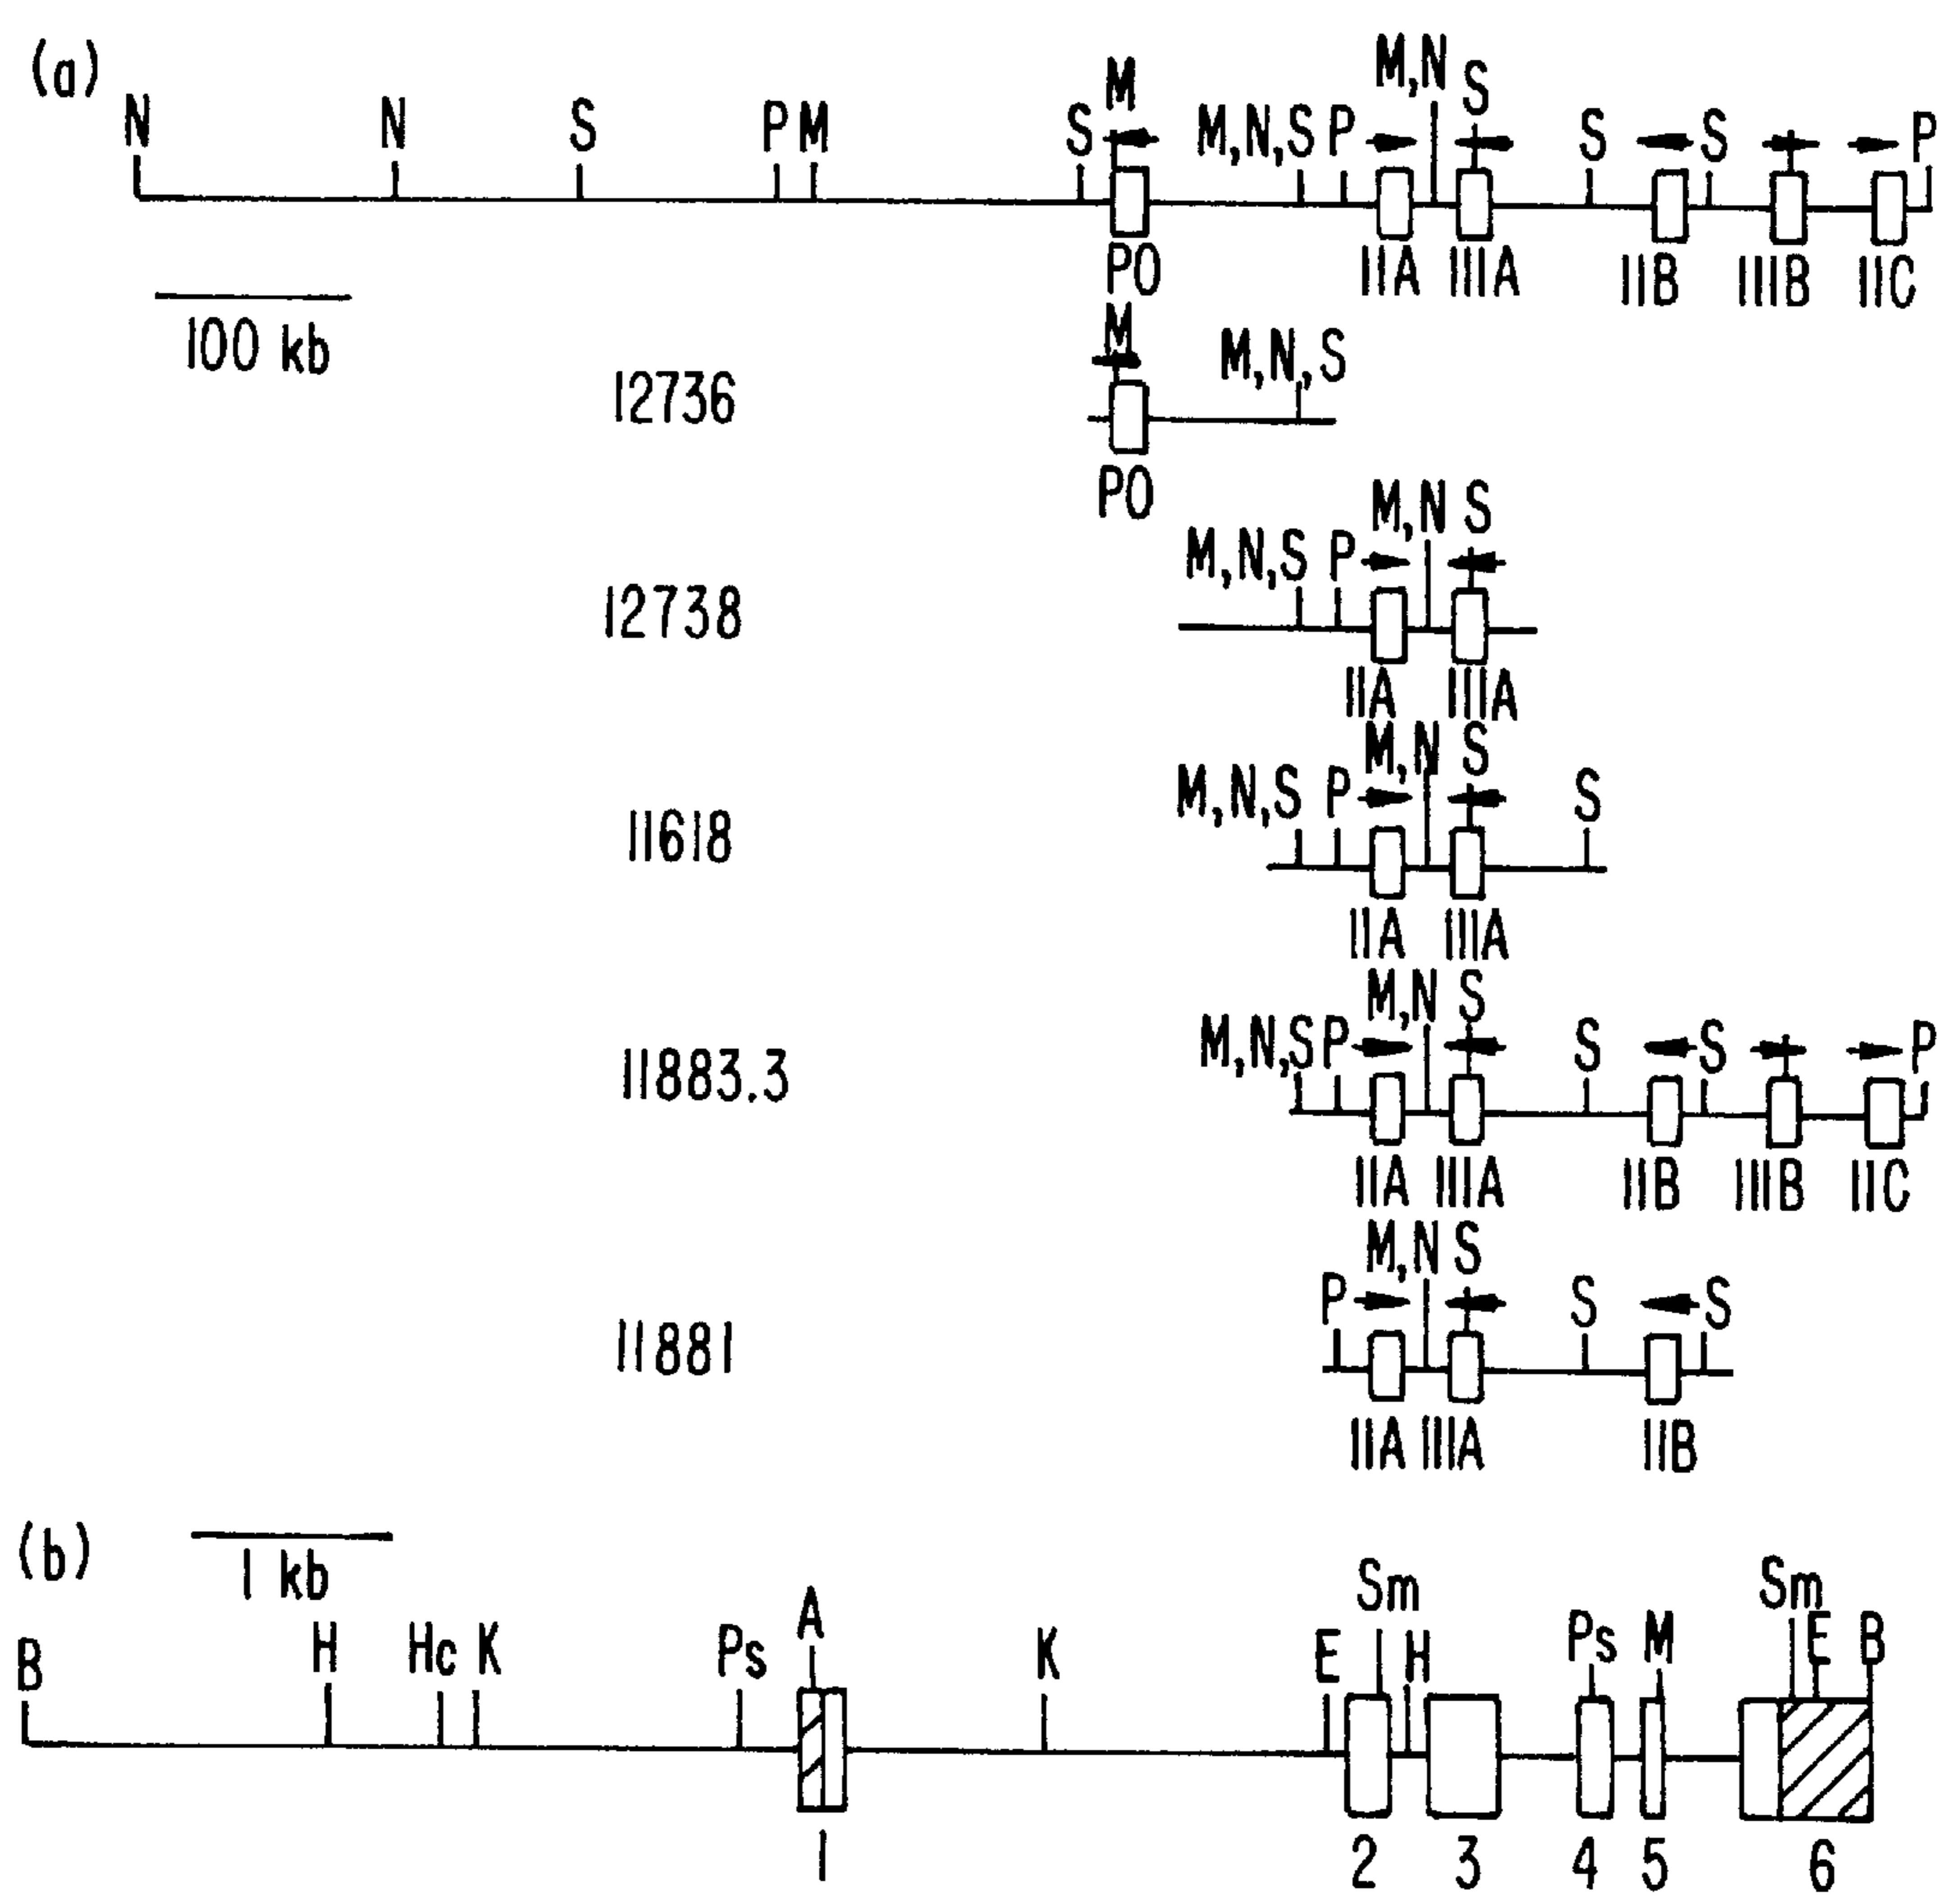 (a)
N N S P M S M M,N,S P M,N S S S P
PO IIA IIIA IIB IIIB IIC
100 kb
12736
M M,N,S
PO
12738
M,N,S P M,N S
IIA IIIA
11618
M,N,S P M,N S S
IIA IIIA
11883.3
M,N,S P M,N S S S P
IIA IIIA IIB IIIB IIC
11881
P M,N S S S
IIA IIIA IIB
(b)
1 kb
B H Hc K Ps A K E Sm H Ps M Sm E B
1 2 3 4 5 6